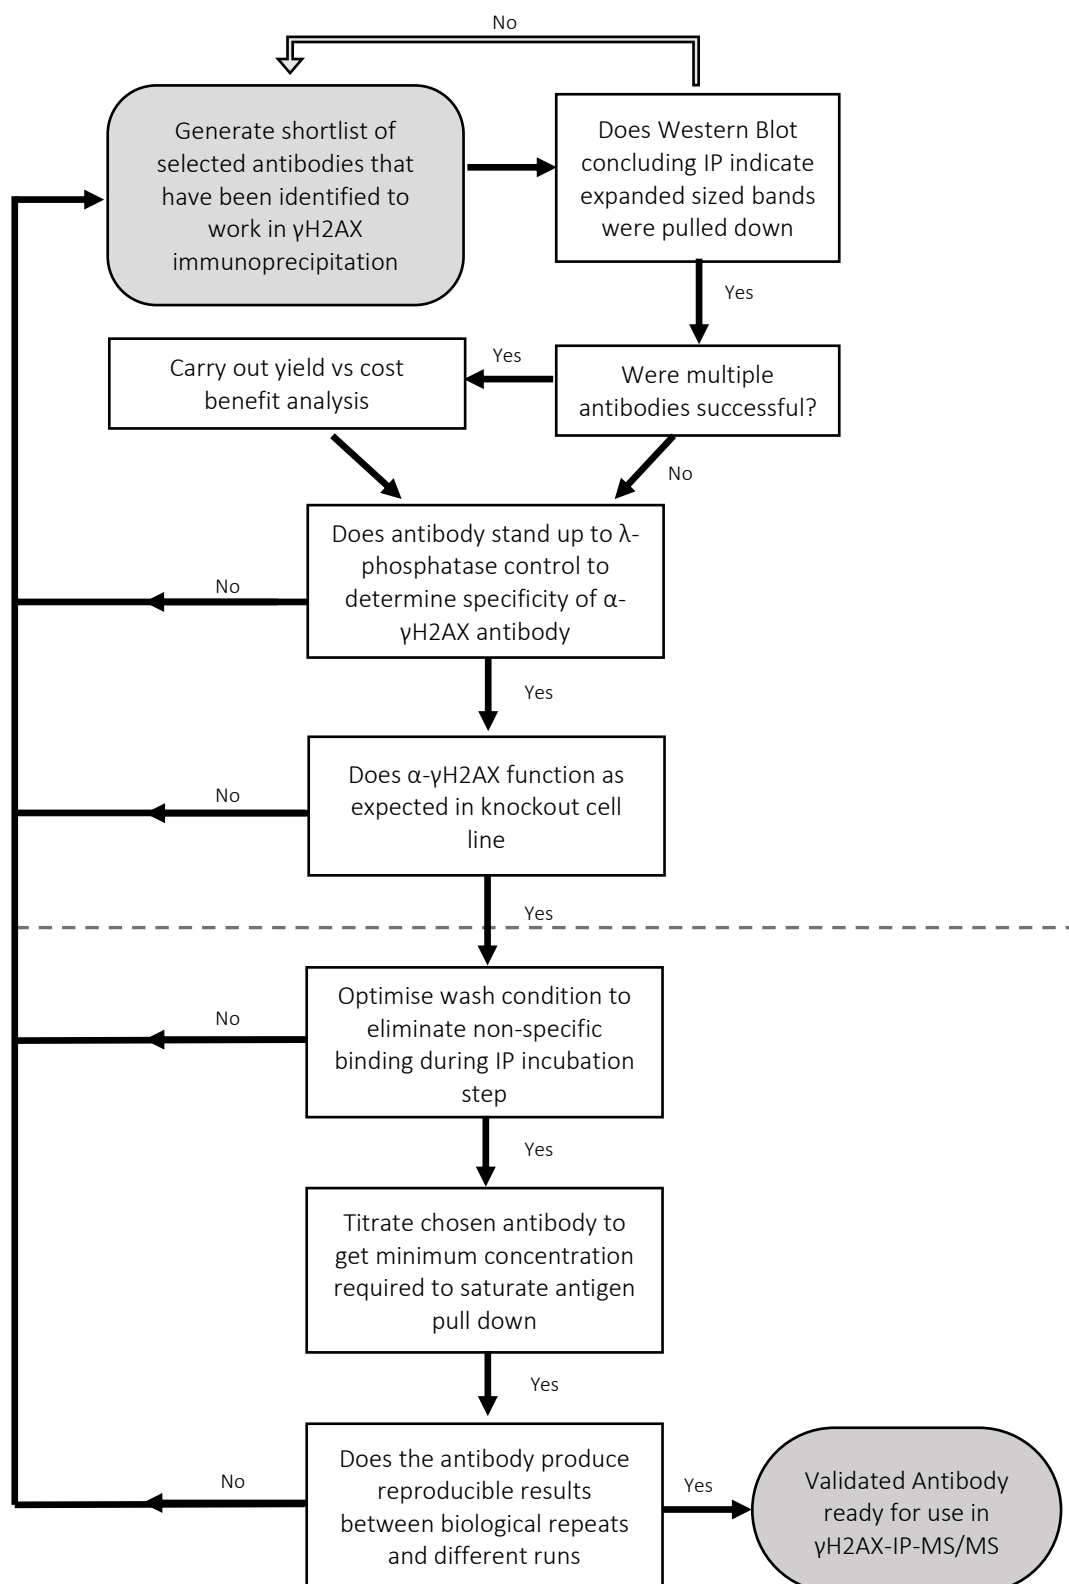 No
Generate shortlist of
selected antibodies that
have been identified to
work in γH2AX
immunoprecipitation
Does Western Blot
concluding IP indicate
expanded sized bands
were pulled down
Yes
Carry out yield vs cost
benefit analysis
Yes
Were multiple
antibodies successful?
No
Does antibody stand up to λ-
phosphatase control to
determine specificity of α-
γH2AX antibody
No
Yes
Does α-γH2AX function as
expected in knockout cell
line
No
Yes
Optimise wash condition to
eliminate non-specific
binding during IP incubation
step
No
Yes
Titrate chosen antibody to
get minimum concentration
required to saturate antigen
pull down
Yes
Does the antibody produce
reproducible results
between biological repeats
and different runs
No
Yes
Validated Antibody
ready for use in
γH2AX-IP-MS/MS